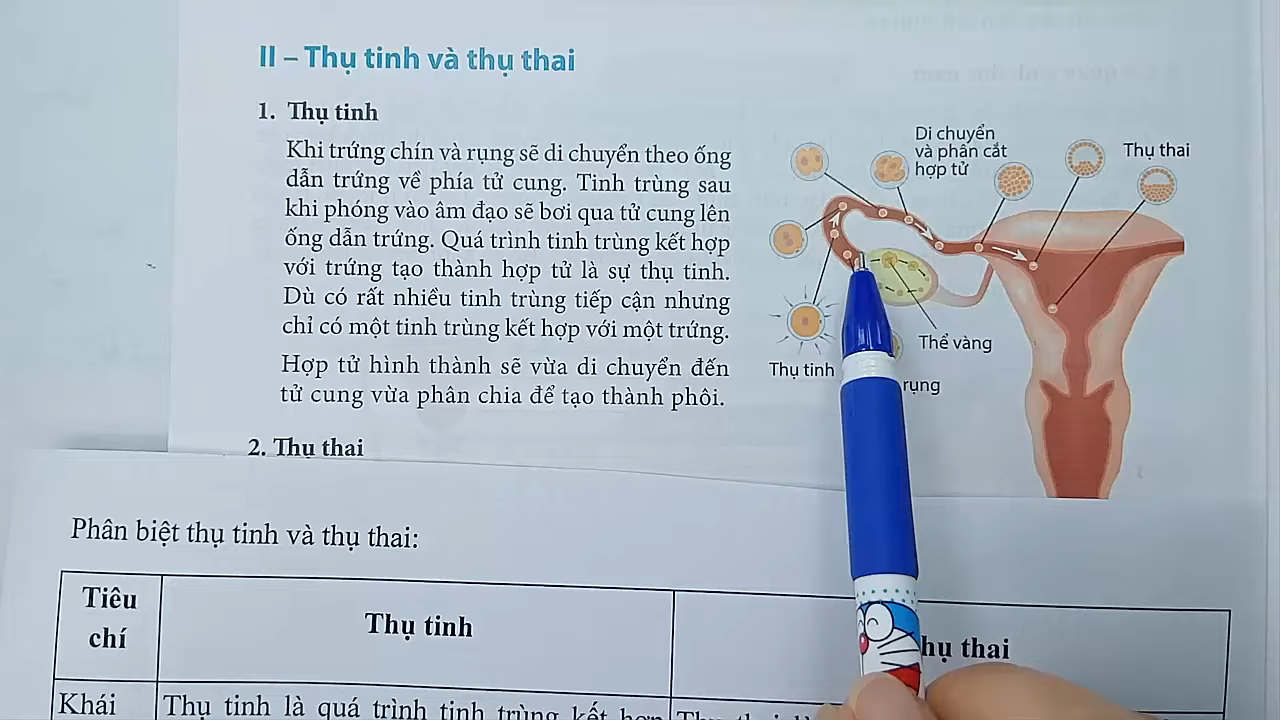 II – Thụ tinh và thụ thai
1. Thụ tinh
Khi trứng chín và rụng sẽ di chuyển theo ống
dẫn trứng về phía tử cung. Tinh trùng sau
khi phóng vào âm đạo sẽ bơi qua tử cung lên
ống dẫn trứng. Quá trình tinh trùng kết hợp
với trứng tạo thành hợp tử là sự thụ tinh.
Dù có rất nhiều tinh trùng tiếp cận nhưng
chỉ có một tinh trùng kết hợp với một trứng.
Hợp tử hình thành sẽ vừa di chuyển đến
tử cung vừa phân chia để tạo thành phôi.
2. Thụ thai
Di chuyển
và phân cắt
hợp tử
Thụ thai
Thể vàng
Thụ tinh
rụng
Phân biệt thụ tinh và thụ thai:
Tiêu
chí
Thụ tinh
thai
Khái
Thụ tinh là quá trình tinh trùng kết hợp